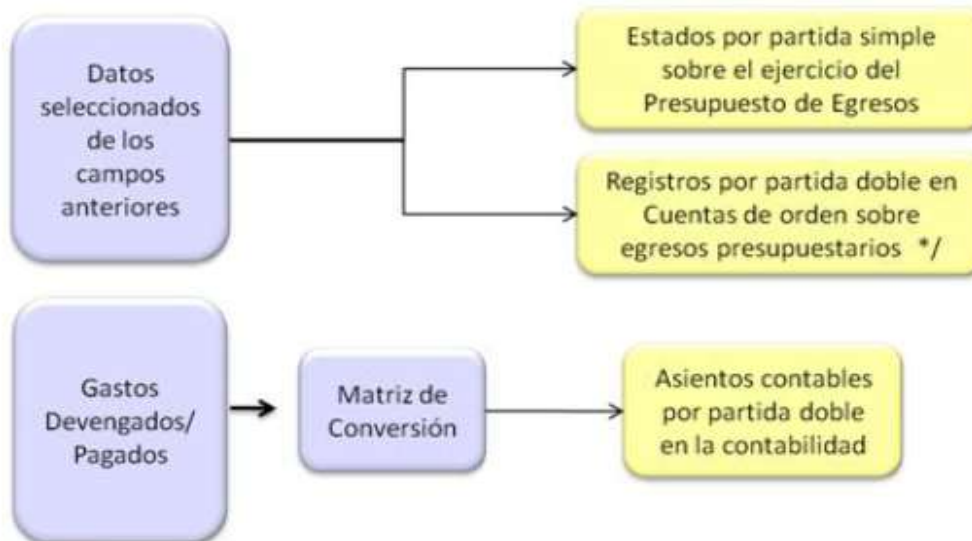 Datos
seleccionados
de los
campos
anteriores
Estados por partida simple
sobre el ejercicio del
Presupuesto de Egresos
Registros por partida doble en
Cuentas de orden sobre
egresos presupuestarios */
Gastos
Devengados/
Pagados
Matriz de
Conversión
Asientos contables
por partida doble
en la contabilidad